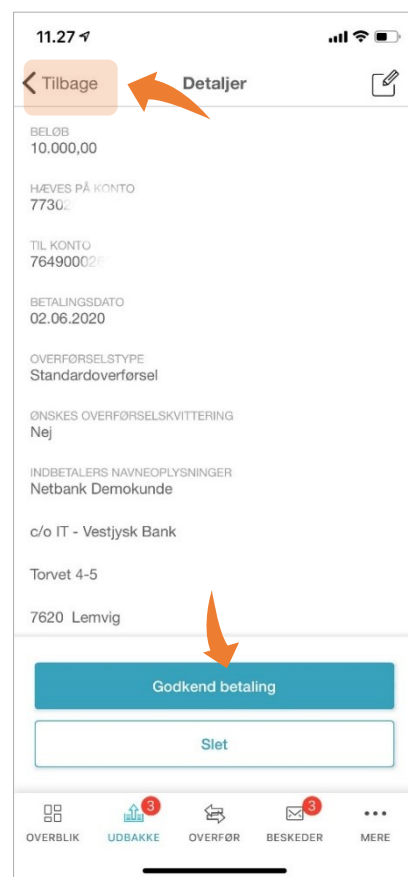 11.27
Tilbage
Detaljer
BELØB
10.000,00
HÆVES PÅ KONTO
7730
TIL KONTO
7649000
BETALINGSDATO
02.06.2020
OVERFØRSELSTYPE
Standardoverførsel
ØNSKES OVERFØRSELSKVITTERING
Nej
INDBETALERS NAVNEOPLYSNINGER
Netbank Demokunde
c/o IT - Vestjysk Bank
Torvet 4-5
7620 Lemvig
Godkend betaling
Slet
3
3
OVERBLIK
UDBAKKE
OVERFØR
BESKEDER
MERE